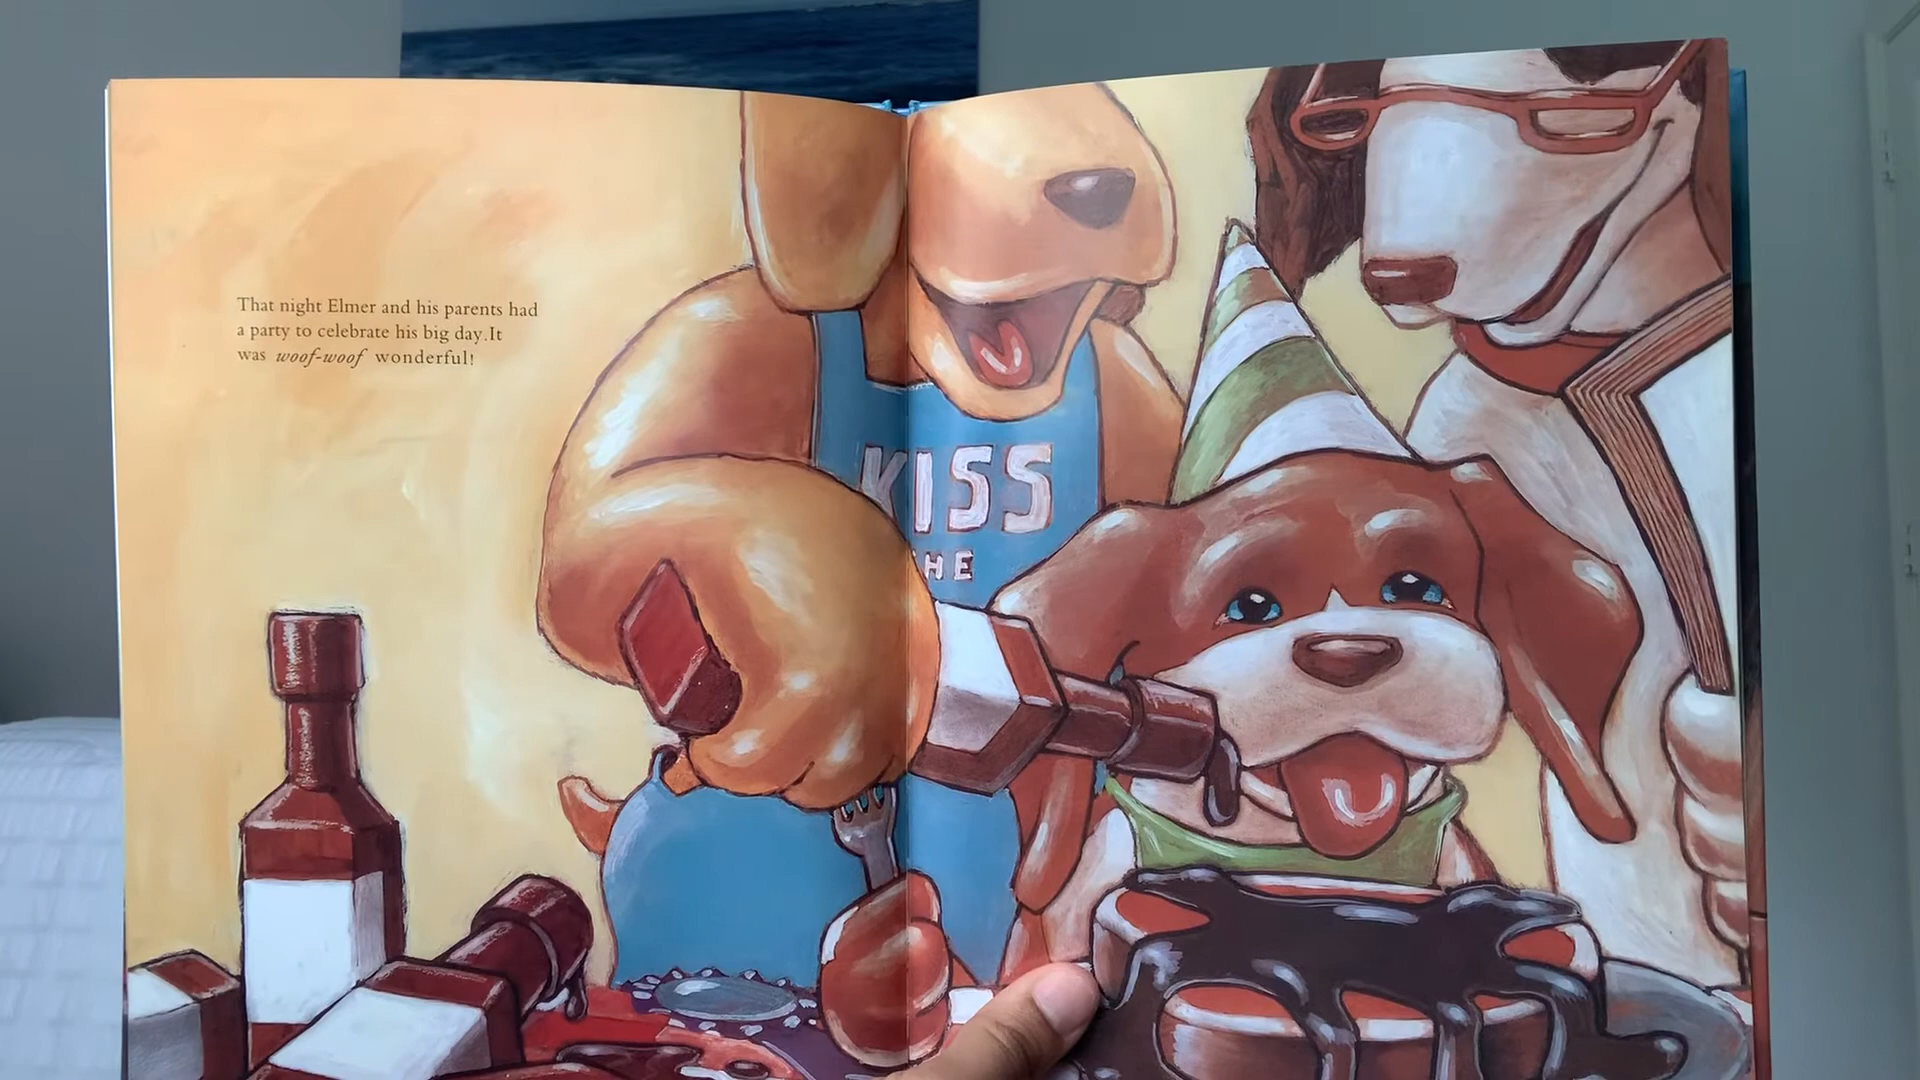 That night Elmer and his parents had
a party to celebrate his big day.It
was woof-woof wonderful!
KISS
HE